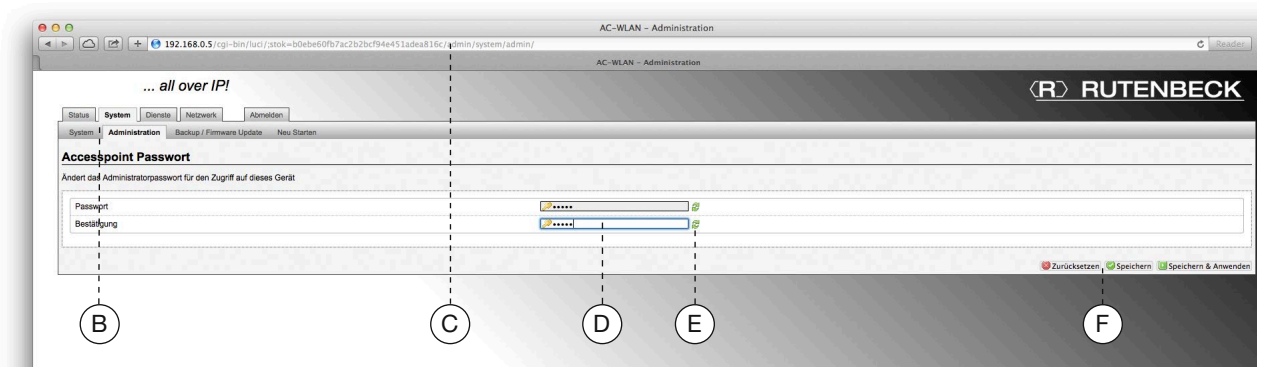 AC-WLAN – Administration
192.168.0.5/cgi-bin/luci/;stok=b0ebe60fb7ac2b2bcf94e451adea816c/admin/system/admin/
Reader
AC-WLAN – Administration
... all over IP!
⟨R⟩ RUTENBECK
Status System Dienste Netzwerk Abmelden
System Administration Backup / Firmware Update Neu Starten
Accesspoint Passwort
Ändert das Administratorpasswort für den Zugriff auf dieses Gerät
Passwort
Bestätigung
Zurücksetzen Speichern Speichern & Anwenden
B C D E F